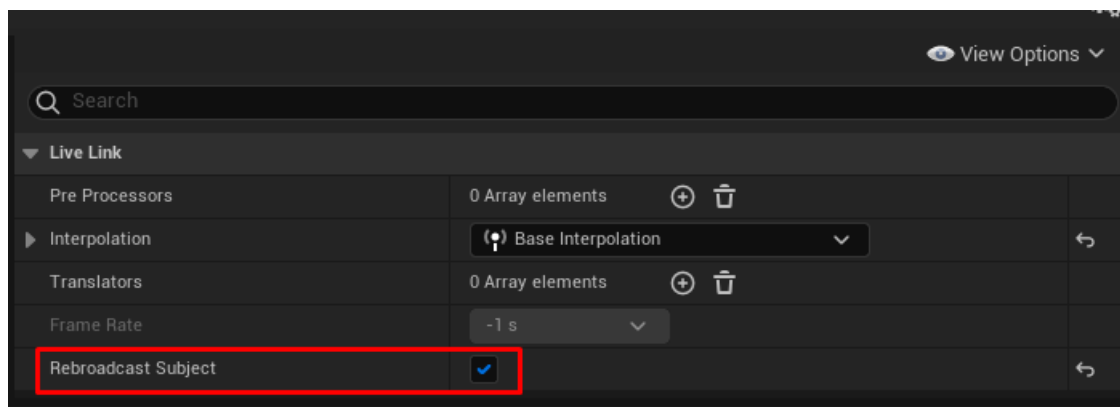 View Options
Search
Live Link
Pre Processors 0 Array elements
Interpolation Base Interpolation
Translators 0 Array elements
Frame Rate -1 s
Rebroadcast Subject